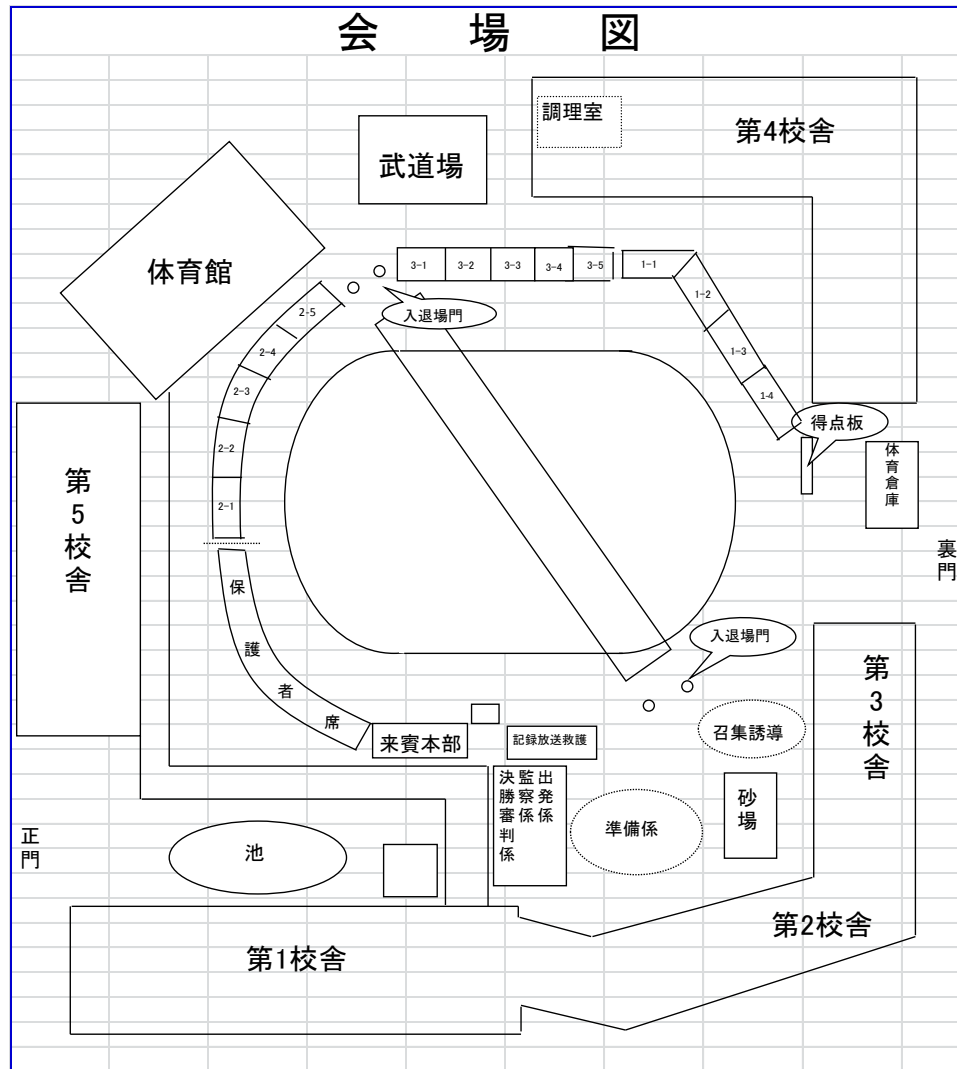 会場図
調理室
第4校舎
武道場
体育館
3-1
3-2
3-3
3-4
3-5
1-1
1-2
1-3
1-4
入退場門
2-5
2-4
2-3
2-2
2-1
得点板
体育倉庫
第5校舎
裏門
保護者席
入退場門
第3校舎
召集誘導
来賓本部
記録放送救護
出発係
監察係
決勝審判係
準備係
砂場
正門
池
第2校舎
第1校舎